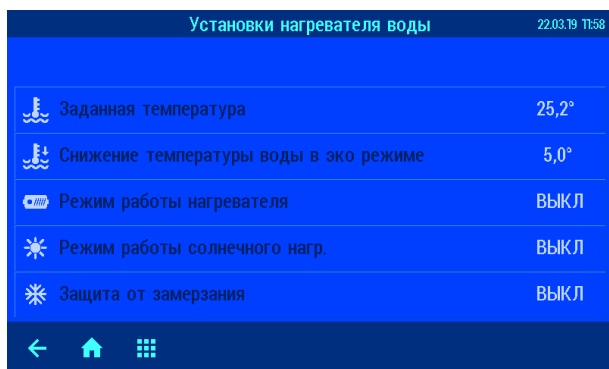 Установки нагревателя воды 22.03.19 11:58
Заданная температура 25,2°
Снижение температуры воды в эко режиме 5,0°
Режим работы нагревателя ВЫКЛ
Режим работы солнечного нагр. ВЫКЛ
Защита от замерзания ВЫКЛ